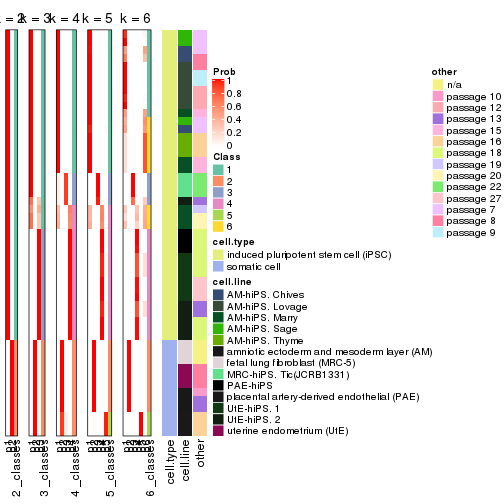 k = 2
k = 3
k = 4
k = 5
k = 6
Prob
1
0.8
0.6
0.4
0.2
0
Class
1
2
3
4
5
6
cell.type
induced pluripotent stem cell (iPSC)
somatic cell
cell.line
AM-hiPS. Chives
AM-hiPS. Lovage
AM-hiPS. Marry
AM-hiPS. Sage
AM-hiPS. Thyme
amniotic ectoderm and mesoderm layer (AM)
fetal lung fibroblast (MRC-5)
MRC-hiPS. Tic(JCRB1331)
PAE-hiPS
placental artery-derived endothelial (PAE)
UtE-hiPS. 1
UtE-hiPS. 2
uterine endometrium (UtE)
other
n/a
passage 10
passage 12
passage 13
passage 15
passage 16
passage 18
passage 19
passage 20
passage 22
passage 27
passage 7
passage 8
passage 9
2_classes
3_classes
4_classes
5_classes
6_classes
cell.type
cell.line
other